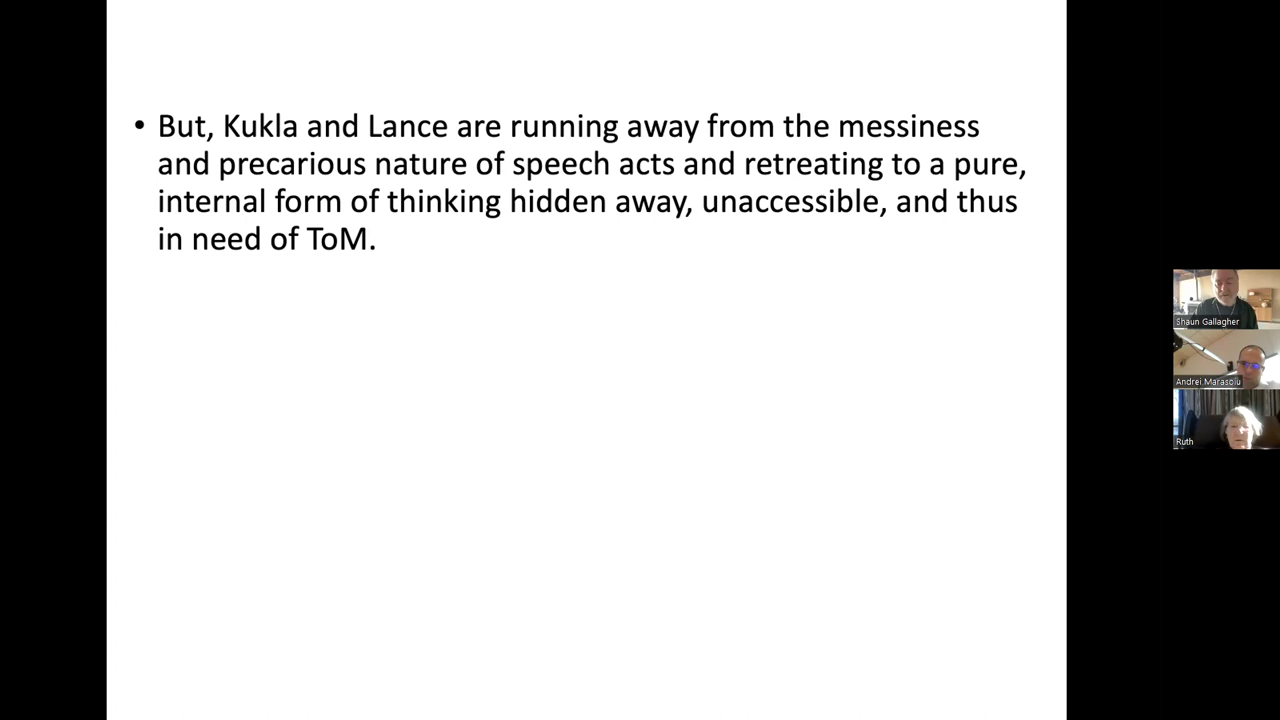 • But, Kukla and Lance are running away from the messiness
and precarious nature of speech acts and retreating to a pure,
internal form of thinking hidden away, unaccessible, and thus
in need of ToM.
Shaun Gallagher
Andrei Marasoiu
Ruth